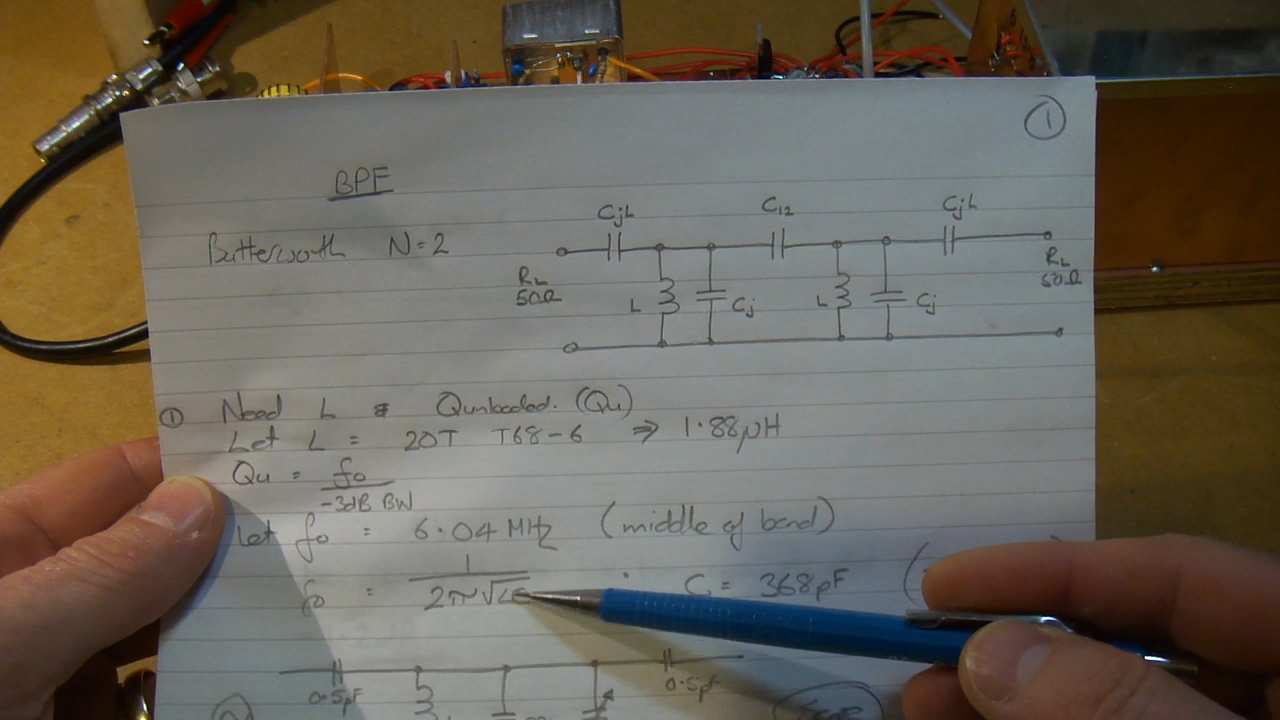 1
BPF
Butterworth N=2
CjL C12 CjL
RL
50Ω
L Cj L Cj
RL
50Ω
① Need L & Qunloaded. (Qu)
Let L = 20T T68-6 ⇒ 1.88μH
Qu = fo
-3dB BW
Let fo = 6.04 MHz (middle of band)
fo = 1
2π√LC C = 368pF (
0.5pF 0.5pF